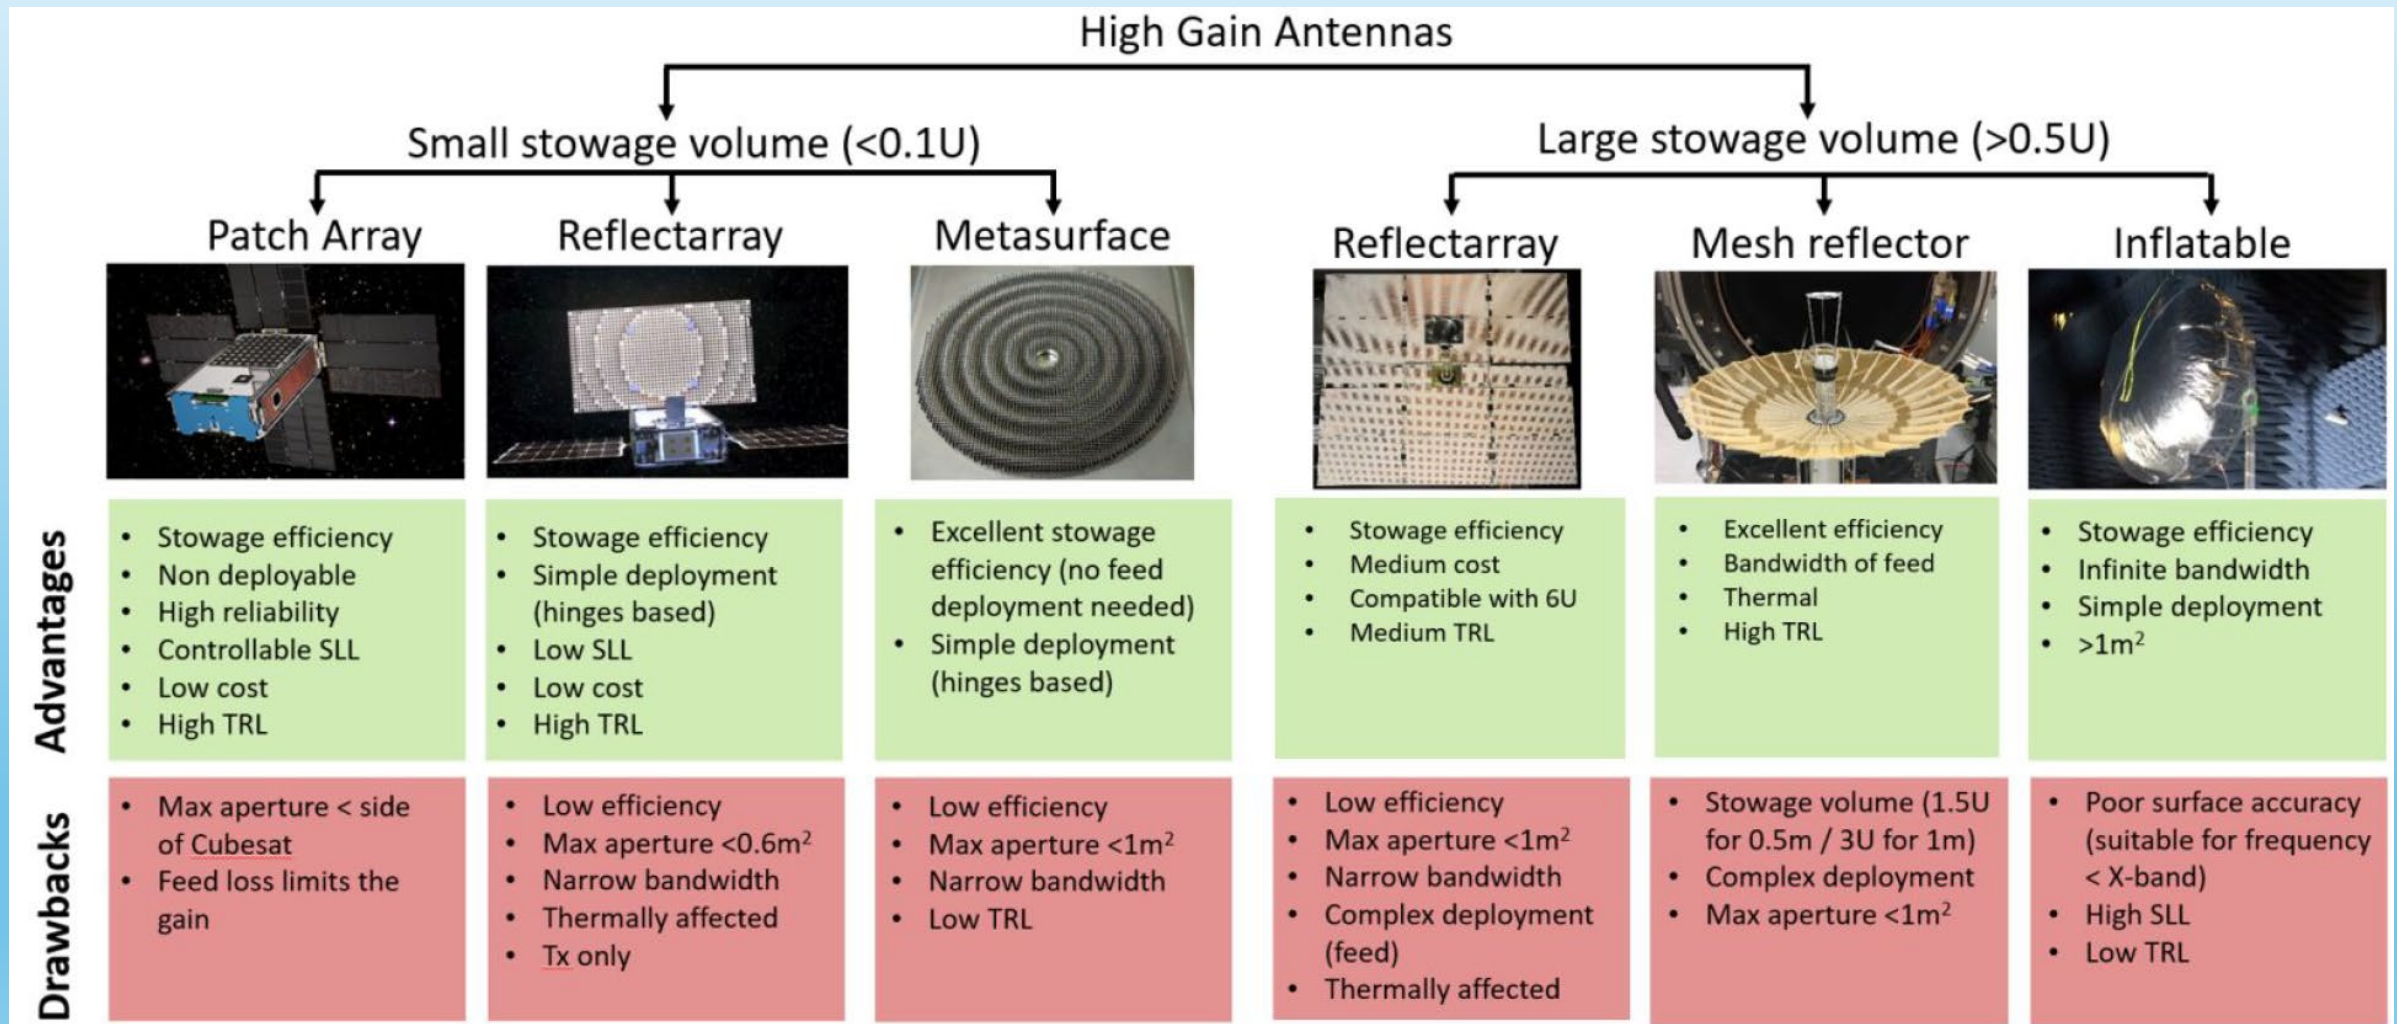 High Gain Antennas
Small stowage volume (<0.1U)
Large stowage volume (>0.5U)
Patch Array
Reflectarray
Metasurface
Reflectarray
Mesh reflector
Inflatable
Advantages
• Stowage efficiency
• Non deployable
• High reliability
• Controllable SLL
• Low cost
• High TRL
• Stowage efficiency
• Simple deployment
(hinges based)
• Low SLL
• Low cost
• High TRL
• Excellent stowage
efficiency (no feed
deployment needed)
• Simple deployment
(hinges based)
• Stowage efficiency
• Medium cost
• Compatible with 6U
• Medium TRL
• Excellent efficiency
• Bandwidth of feed
• Thermal
• High TRL
• Stowage efficiency
• Infinite bandwidth
• Simple deployment
• >1m²
Drawbacks
• Max aperture < side
of Cubesat
• Feed loss limits the
gain
• Low efficiency
• Max aperture <0.6m²
• Narrow bandwidth
• Thermally affected
• Tx only
• Low efficiency
• Max aperture <1m²
• Narrow bandwidth
• Low TRL
• Low efficiency
• Max aperture <1m²
• Narrow bandwidth
• Complex deployment
(feed)
• Thermally affected
• Stowage volume (1.5U
for 0.5m / 3U for 1m)
• Complex deployment
• Max aperture <1m²
• Poor surface accuracy
(suitable for frequency
< X-band)
• High SLL
• Low TRL